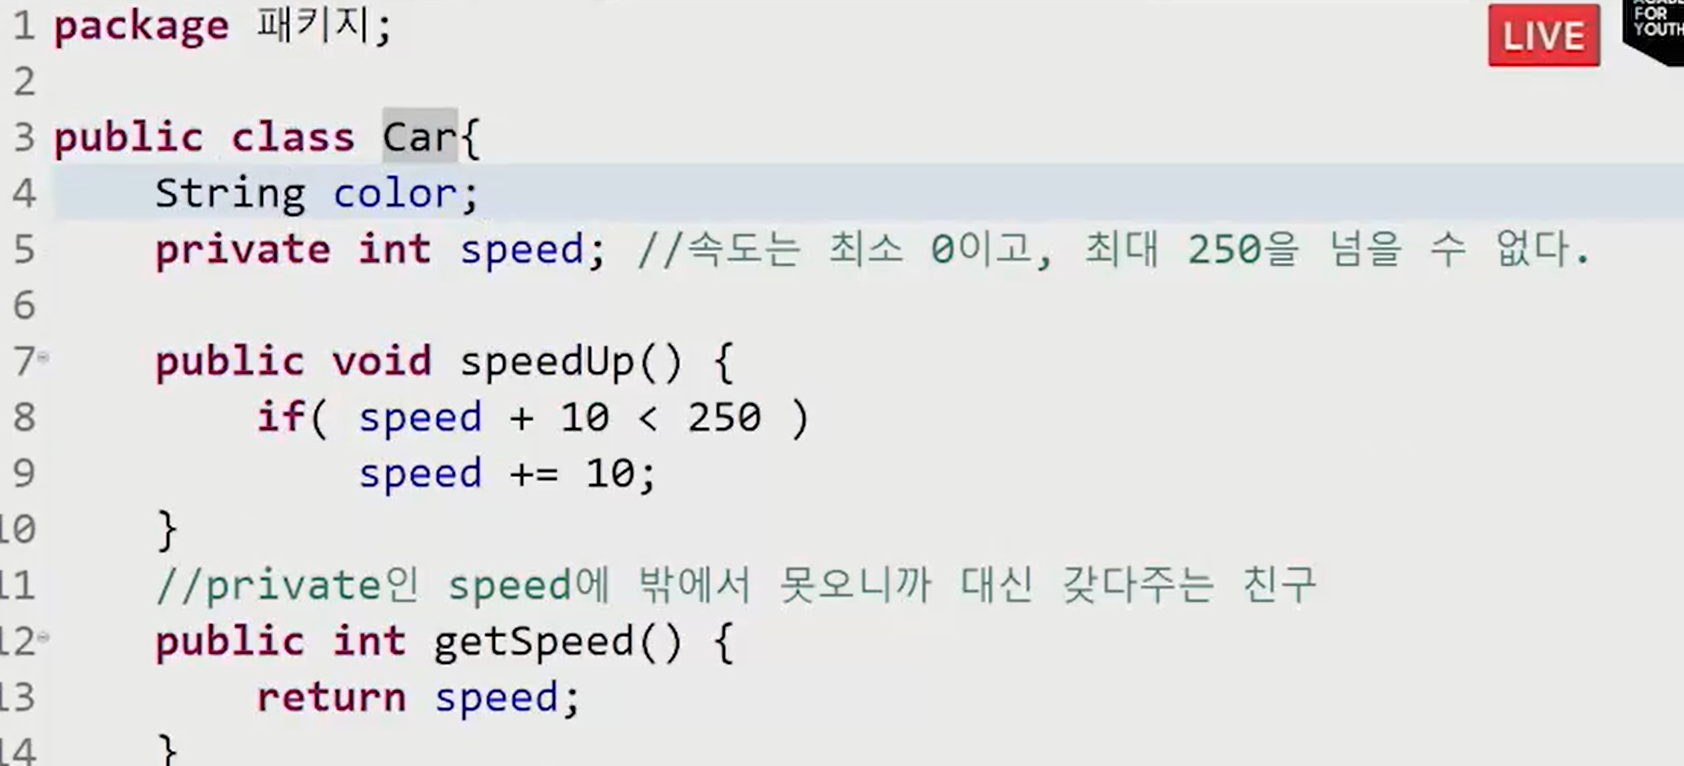 LIVE
FOR
YOUTH
1 package 패키지;
2
3 public class Car{
4 String color;
5 private int speed; //속도는 최소 0이고, 최대 250을 넘을 수 없다.
6
7 public void speedUp() {
8 if( speed + 10 < 250 )
9 speed += 10;
10 }
11 //private인 speed에 밖에서 못오니까 대신 갖다주는 친구
12 public int getSpeed() {
13 return speed;
14 }